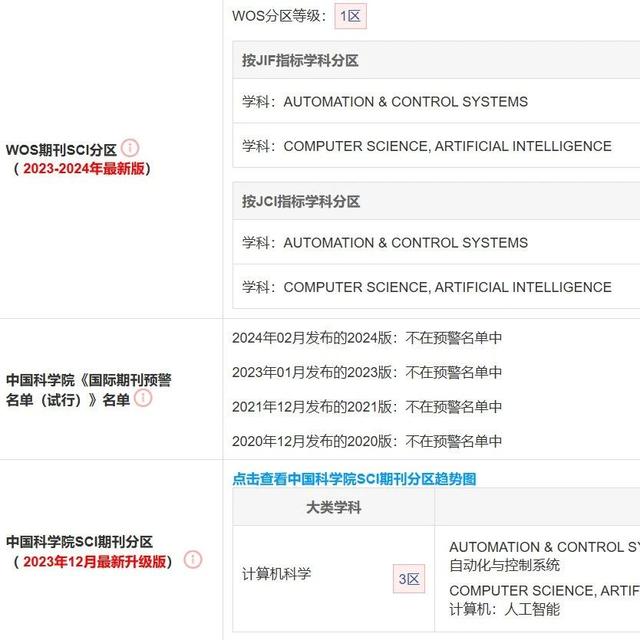 WOS分区等级：1区
WOS期刊SCI分区
（2023-2024年最新版）
按JIF指标学科分区
学科：AUTOMATION & CONTROL SYSTEMS
学科：COMPUTER SCIENCE, ARTIFICIAL INTELLIGENCE
按JCI指标学科分区
学科：AUTOMATION & CONTROL SYSTEMS
学科：COMPUTER SCIENCE, ARTIFICIAL INTELLIGENCE
中国科学院《国际期刊预警
名单（试行）》名单
2024年02月发布的2024版：不在预警名单中
2023年01月发布的2023版：不在预警名单中
2021年12月发布的2021版：不在预警名单中
2020年12月发布的2020版：不在预警名单中
中国科学院SCI期刊分区
（2023年12月最新升级版）
点击查看中国科学院SCI期刊分区趋势图
大类学科
计算机科学 3区
AUTOMATION & CONTROL SY
自动化与控制系统
COMPUTER SCIENCE, ARTIF
计算机：人工智能